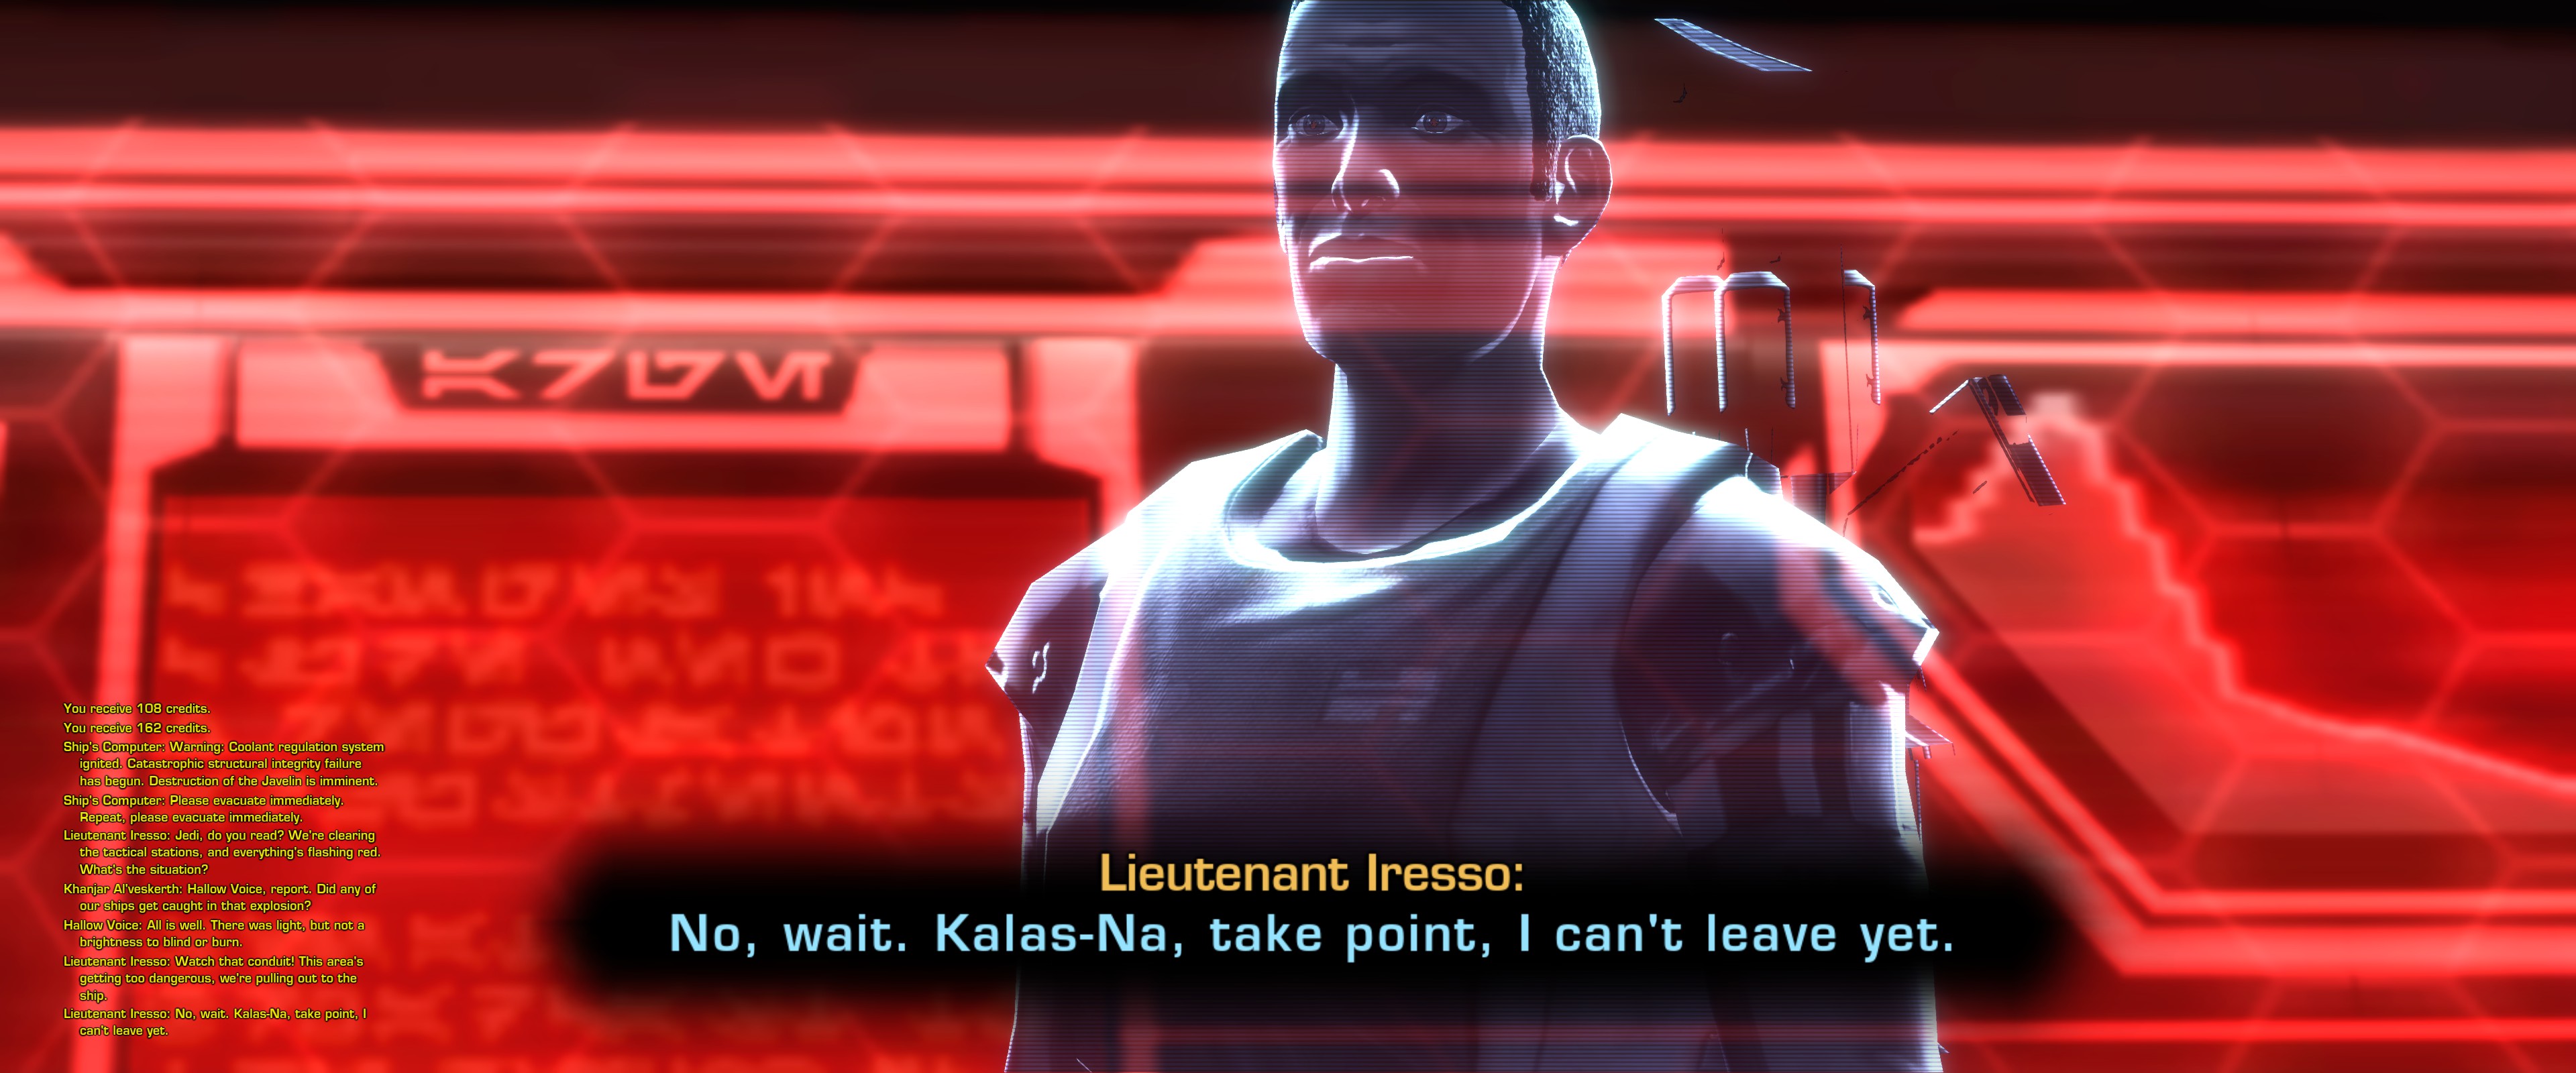 You receive 108 credits.
You receive 162 credits.
Ship's Computer: Warning: Coolant regulation system
ignited. Catastrophic structural integrity failure
has begun. Destruction of the Javelin is imminent.
Ship's Computer: Please evacuate immediately.
Repeat, please evacuate immediately.
Lieutenant Iresso: Jedi, do you read? We're clearing
the tactical stations, and everything's flashing red.
What's the situation?
Khanjar Al'veskerth: Hallow Voice, report. Did any of
our ships get caught in that explosion?
Hallow Voice: All is well. There was light, but not a
brightness to blind or burn.
Lieutenant Iresso: Watch that conduit! This area's
getting too dangerous, we're pulling out to the
ship.
Lieutenant Iresso: No, wait. Kalas-Na, take point, I
can't leave yet.
Lieutenant Iresso:
No, wait. Kalas-Na, take point, I can't leave yet.